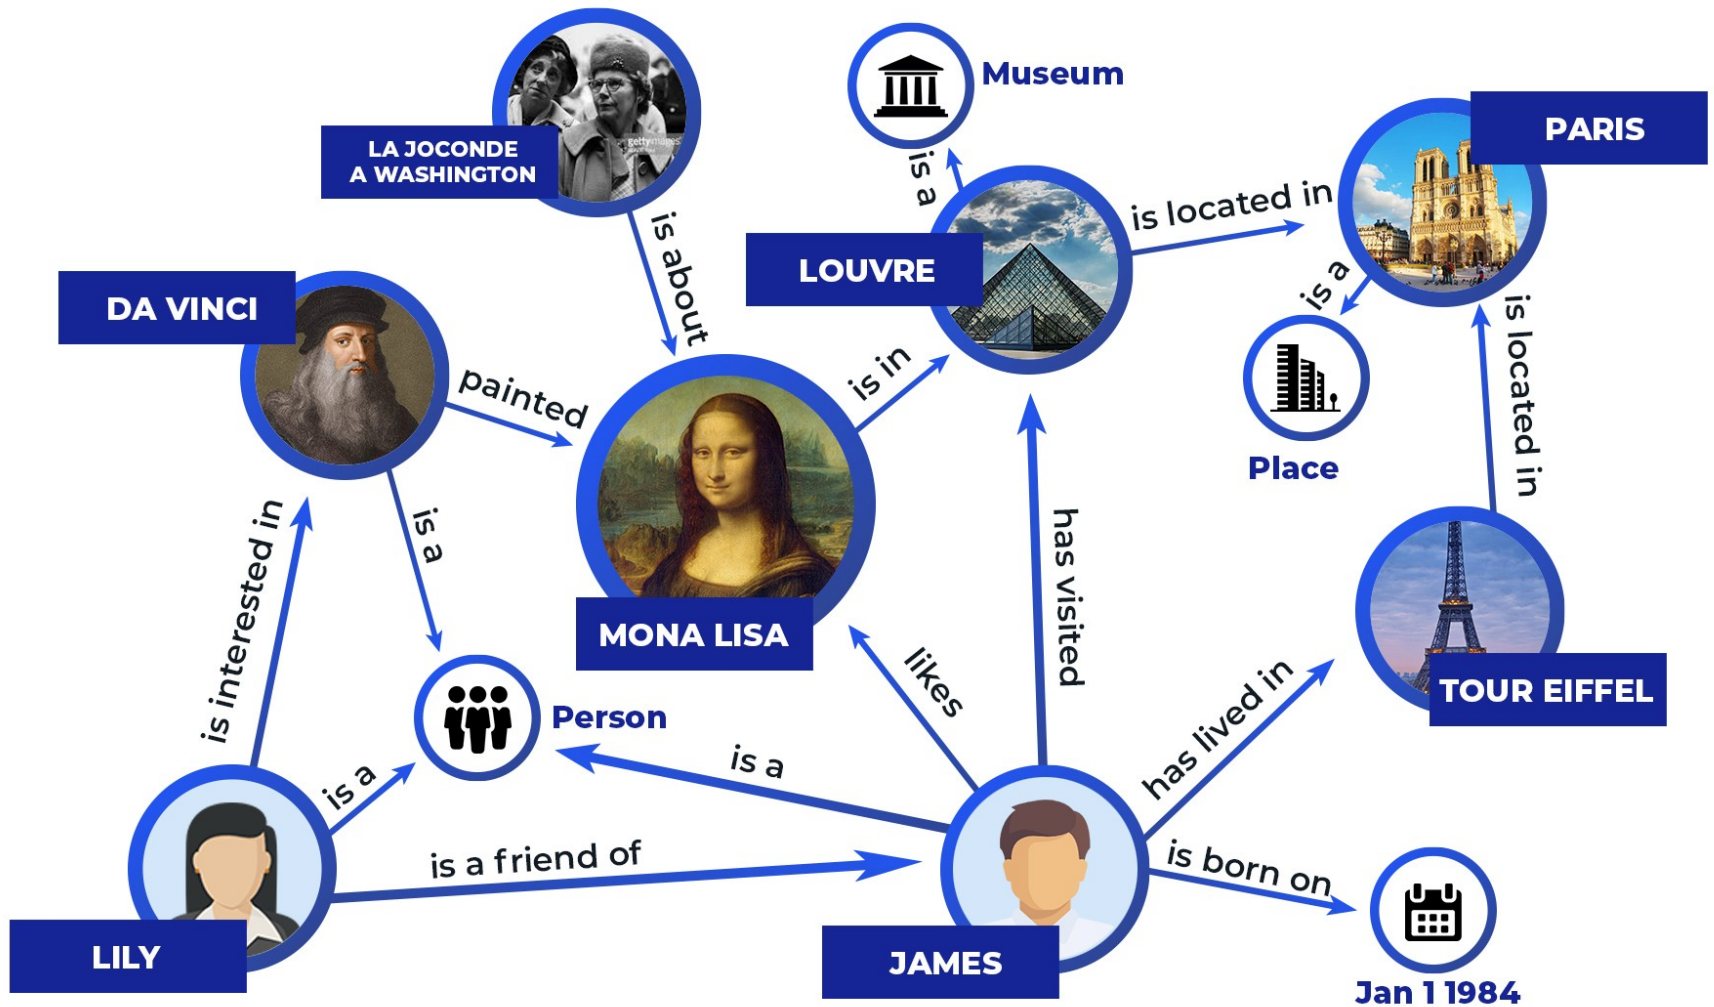 Museum
PARIS
LA JOCONDE
A WASHINGTON
gettyimages
is a
is located in
is about
LOUVRE
DA VINCI
is a
is located in
painted
is in
Place
is interested in
is a
has visited
MONA LISA
likes
has lived in
TOUR EIFFEL
Person
is a
is a
is a friend of
is born on
LILY
JAMES
Jan 1 1984